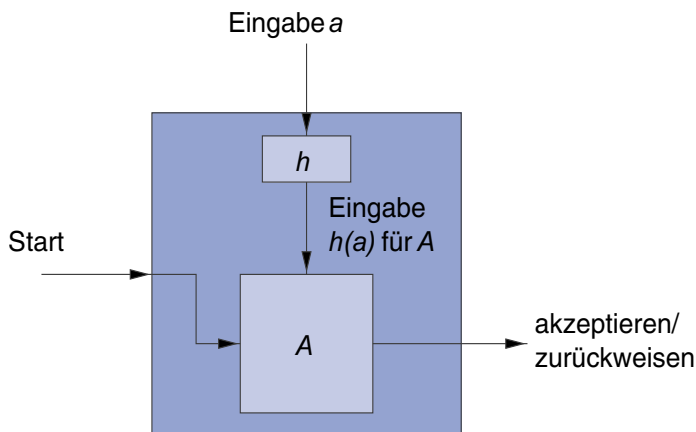 Eingabe a
h
Eingabe
h(a) für A
Start
A
akzeptieren/
zurückweisen